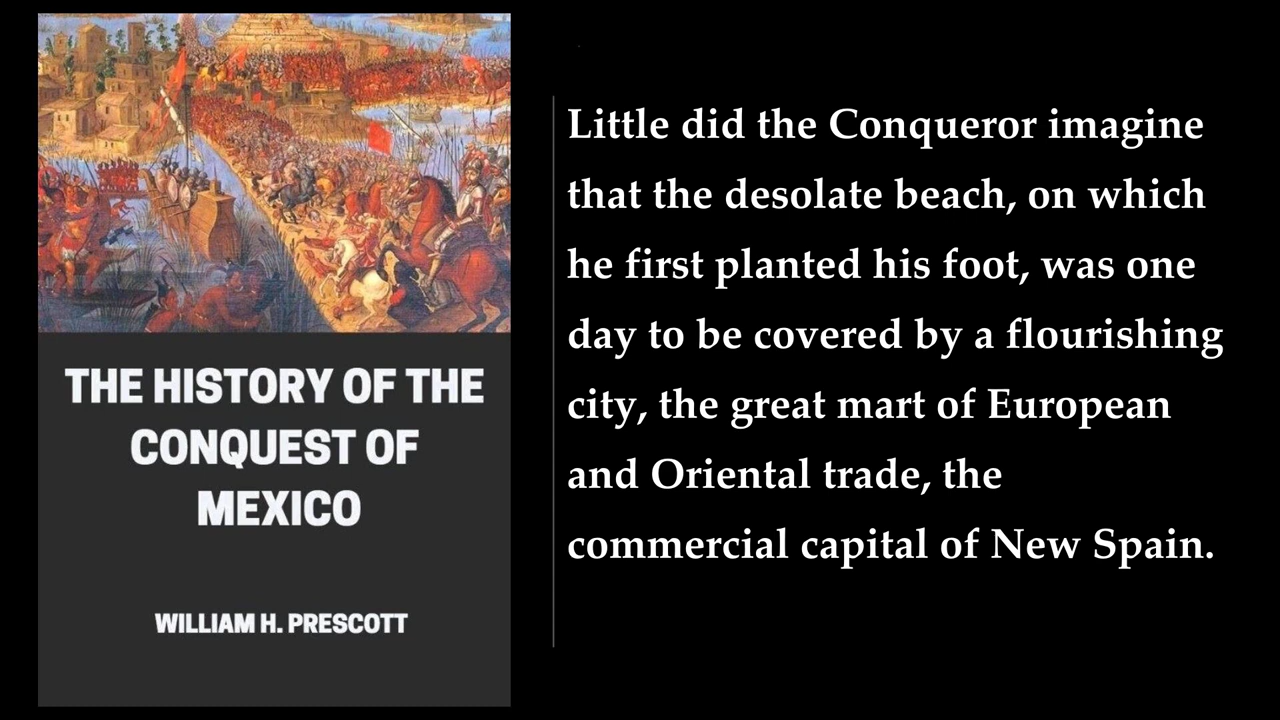 THE HISTORY OF THE
CONQUEST OF
MEXICO
WILLIAM H. PRESCOTT
Little did the Conqueror imagine
that the desolate beach, on which
he first planted his foot, was one
day to be covered by a flourishing
city, the great mart of European
and Oriental trade, the
commercial capital of New Spain.